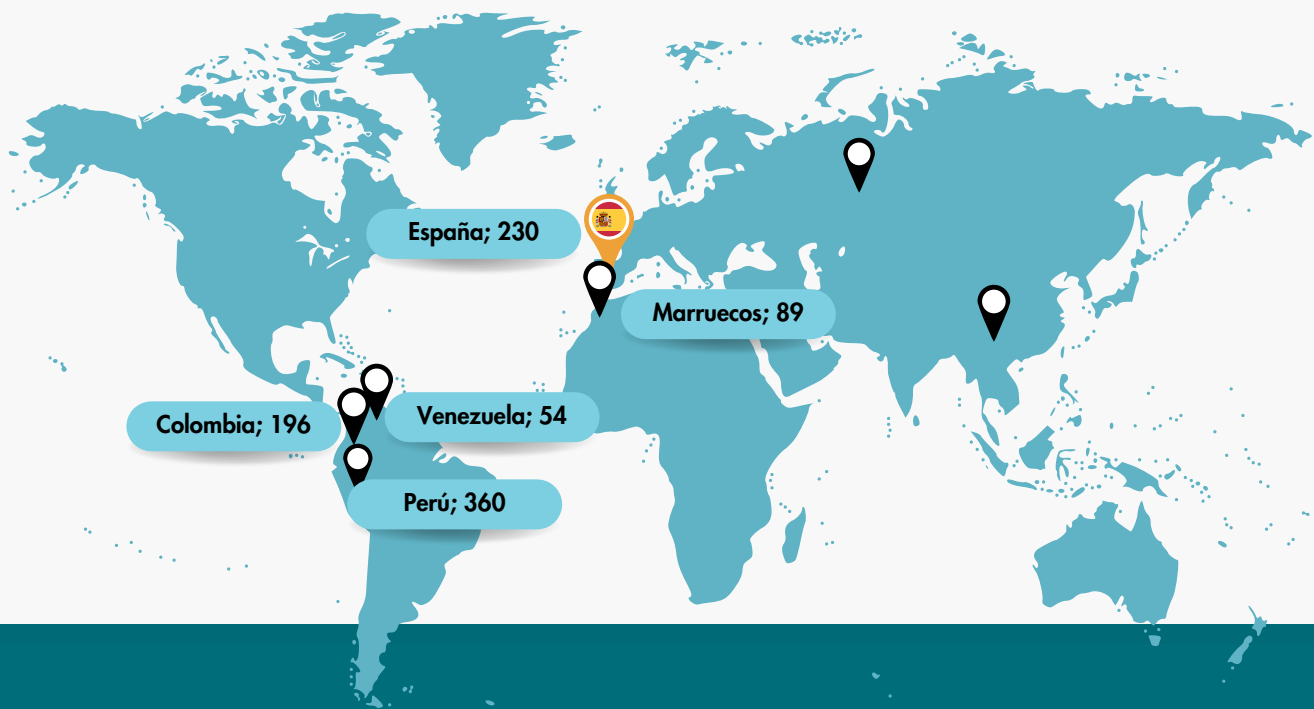 España; 230
Marruecos; 89
Colombia; 196
Venezuela; 54
Perú; 360